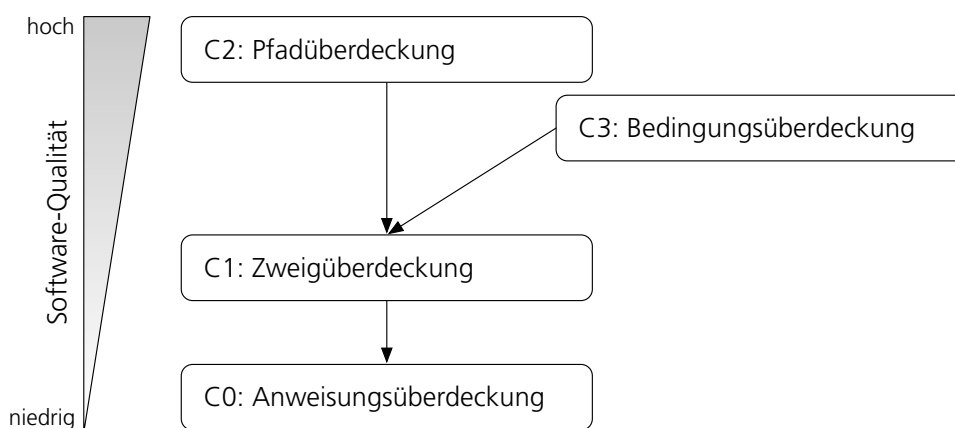 hoch
C2: Pfadüberdeckung
C3: Bedingungsüberdeckung
Software-Qualität
C1: Zweigüberdeckung
C0: Anweisungsüberdeckung
niedrig